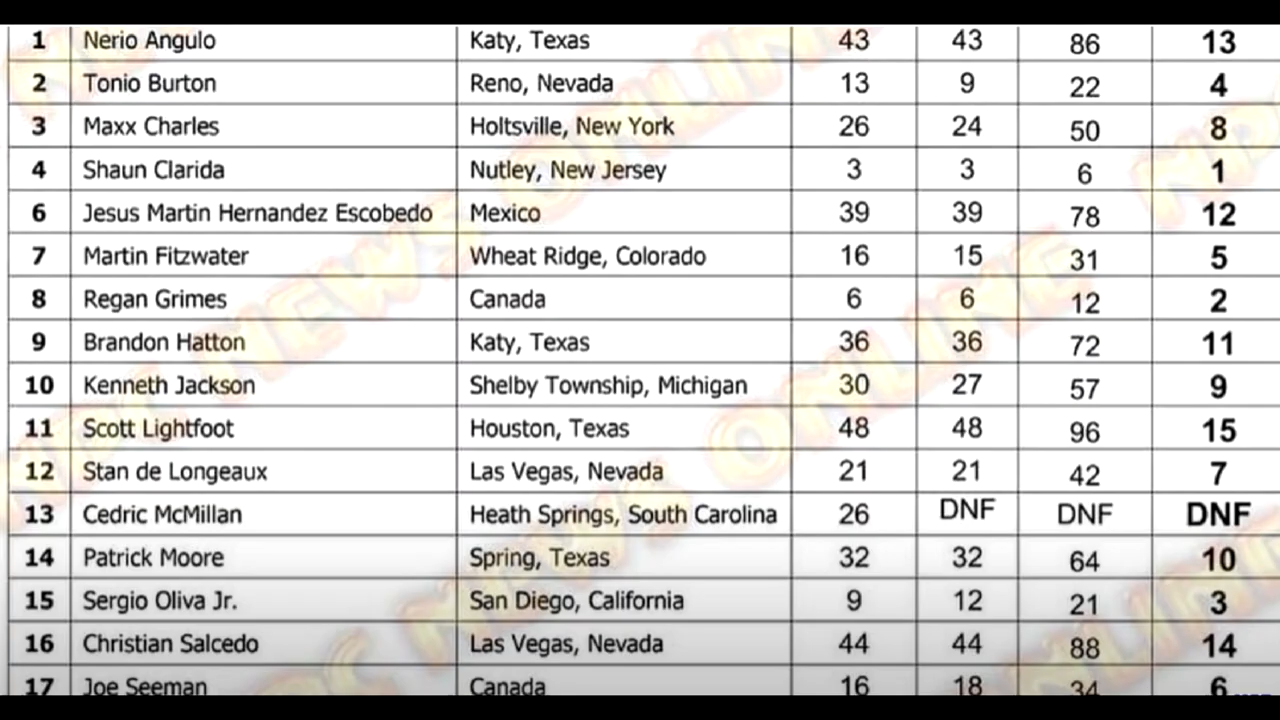 1 Nerio Angulo Katy, Texas 43 43 86 13
2 Tonio Burton Reno, Nevada 13 9 22 4
3 Maxx Charles Holtsville, New York 26 24 50 8
4 Shaun Clarida Nutley, New Jersey 3 3 6 1
6 Jesus Martin Hernandez Escobedo Mexico 39 39 78 12
7 Martin Fitzwater Wheat Ridge, Colorado 16 15 31 5
8 Regan Grimes Canada 6 6 12 2
9 Brandon Hatton Katy, Texas 36 36 72 11
10 Kenneth Jackson Shelby Township, Michigan 30 27 57 9
11 Scott Lightfoot Houston, Texas 48 48 96 15
12 Stan de Longeaux Las Vegas, Nevada 21 21 42 7
13 Cedric McMillan Heath Springs, South Carolina 26 DNF DNF DNF
14 Patrick Moore Spring, Texas 32 32 64 10
15 Sergio Oliva Jr. San Diego, California 9 12 21 3
16 Christian Salcedo Las Vegas, Nevada 44 44 88 14
17 Joe Seeman Canada 16 18 34 6
NEWS ONLINE
NEWS ONLINE